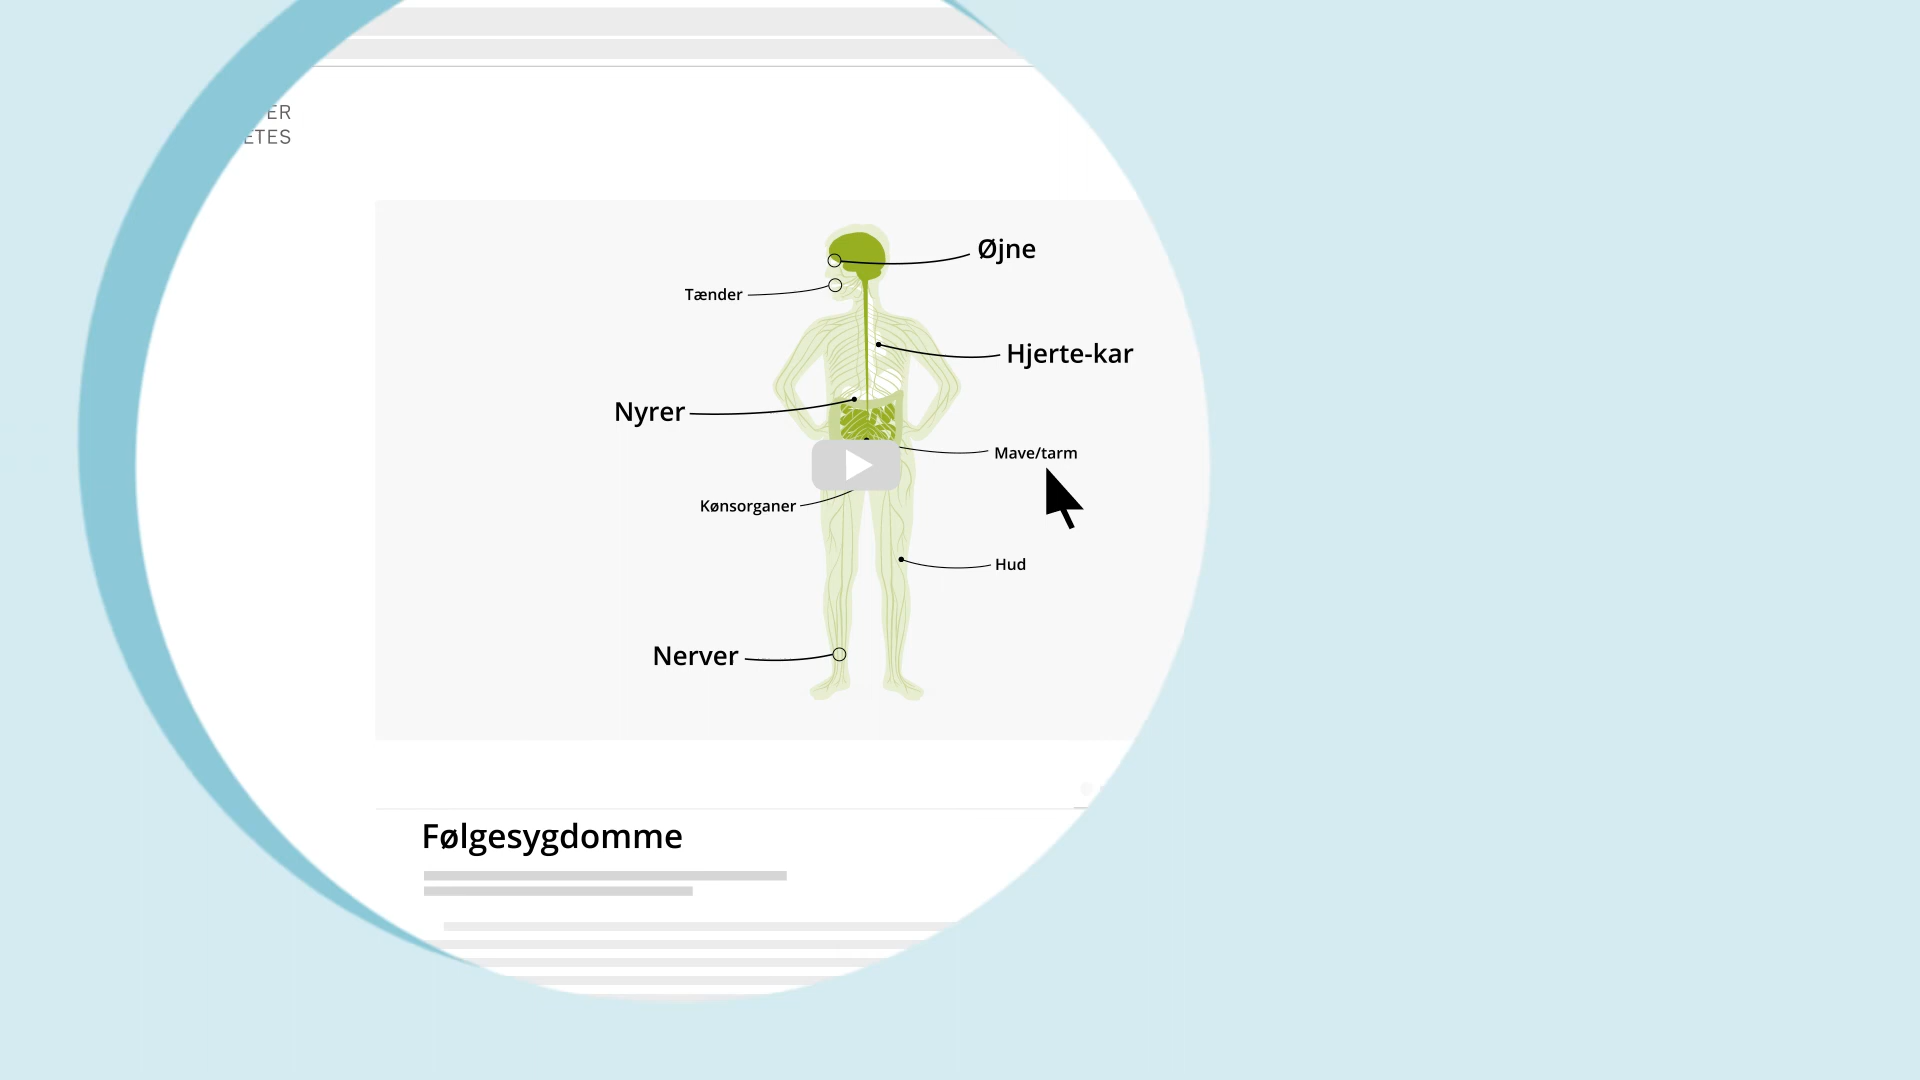 ER
ETES
Øjne
Tænder
Hjerte-kar
Nyrer
Mave/tarm
Kønsorganer
Hud
Nerver
Følgesygdomme